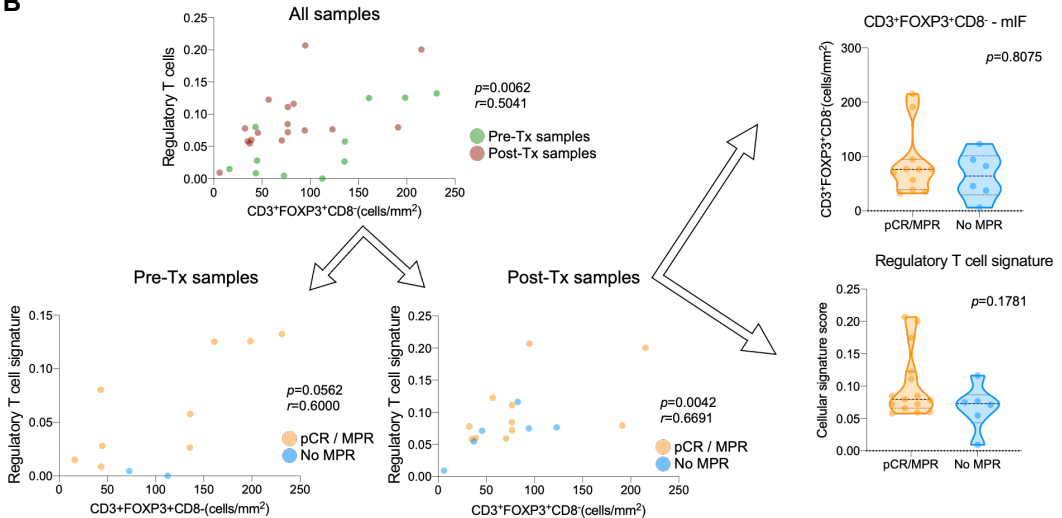 B
All samples
Regulatory T cells
0.25
0.20
0.15
0.10
0.05
0.00
0 50 100 150 200 250
CD3⁺FOXP3⁺CD8⁻(cells/mm²)
p=0.0062
r=0.5041
Pre-Tx samples
Post-Tx samples
Pre-Tx samples
Regulatory T cell signature
0.15
0.10
0.05
0.00
0 50 100 150 200 250
CD3+FOXP3+CD8-(cells/mm²)
p=0.0562
r=0.6000
pCR / MPR
No MPR
Post-Tx samples
Regulatory T cell signature
0.25
0.20
0.15
0.10
0.05
0.00
0 50 100 150 200 250
CD3⁺FOXP3⁺CD8⁻(cells/mm²)
p=0.0042
r=0.6691
pCR / MPR
No MPR
CD3⁺FOXP3⁺CD8⁻ - mIF
CD3⁺FOXP3⁺CD8⁻(cells/mm²)
300
200
100
0
p=0.8075
pCR/MPR No MPR
Regulatory T cell signature
Cellular signature score
0.25
0.20
0.15
0.10
0.05
0.00
p=0.1781
pCR/MPR No MPR